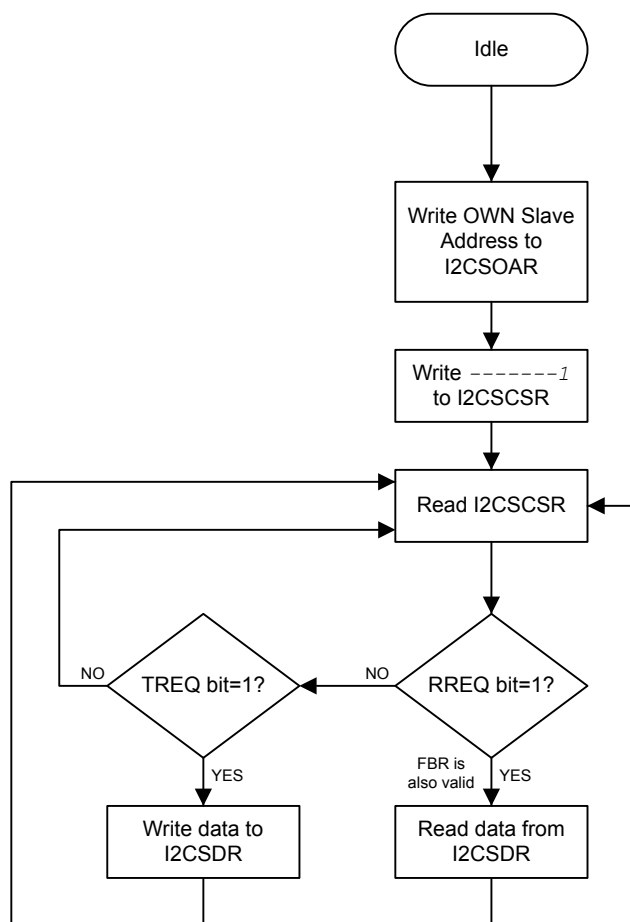 Idle
Write OWN Slave
Address to
I2CSOAR
Write -------1
to I2CSCSR
Read I2CSCSR
NO
TREQ bit=1?
NO
RREQ bit=1?
YES
FBR is
also valid
YES
Write data to
I2CSDR
Read data from
I2CSDR